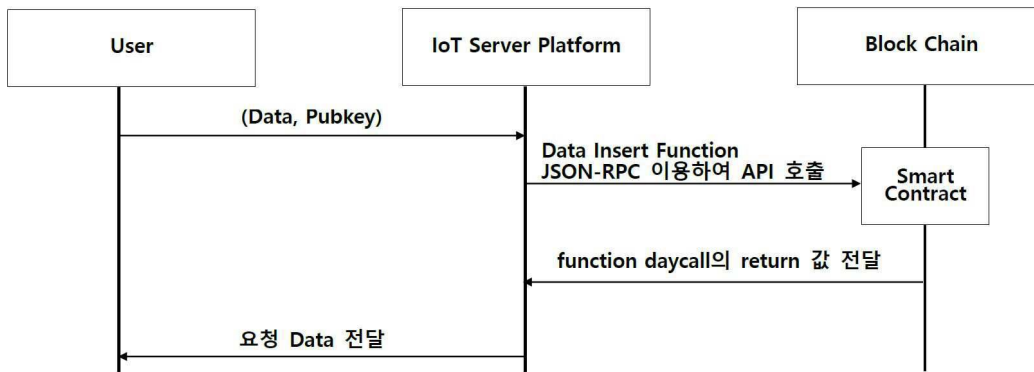 User
IoT Server Platform
Block Chain
(Data, Pubkey)
Data Insert Function
JSON-RPC 이용하여 API 호출
Smart
Contract
function daycall의 return 값 전달
요청 Data 전달